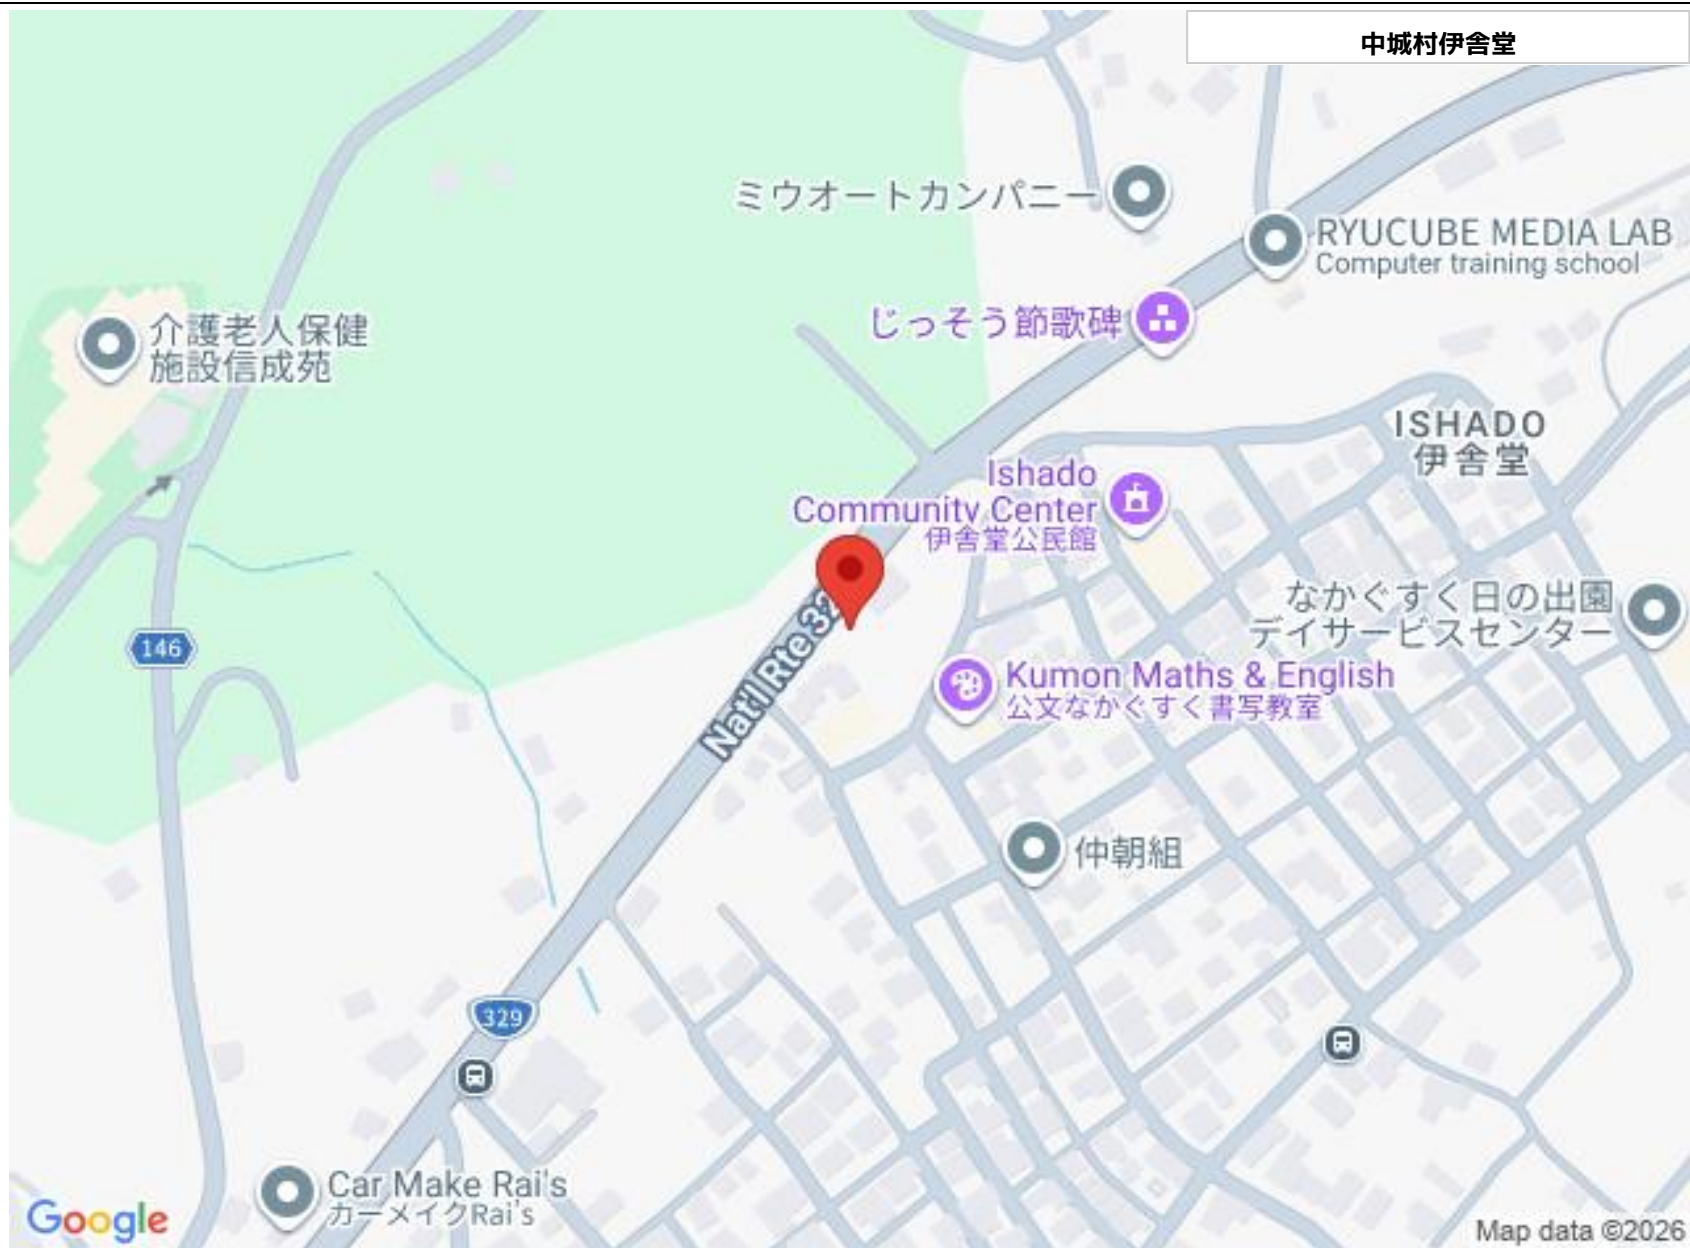 中城村伊舎堂
ミウオートカンパニー
RYUCUBE MEDIA LAB
Computer training school
じっそう節歌碑
介護老人保健
施設信成苑
ISHADO
伊舎堂
Ishado
Community Center
伊舎堂公民館
なかぐすく日の出園
デイサービスセンター
146
Nat'l Rte 32
Kumon Maths & English
公文なかぐすく書写教室
仲朝組
329
Car Make Rai's
カーメイクRai's
Google
Map data ©2026